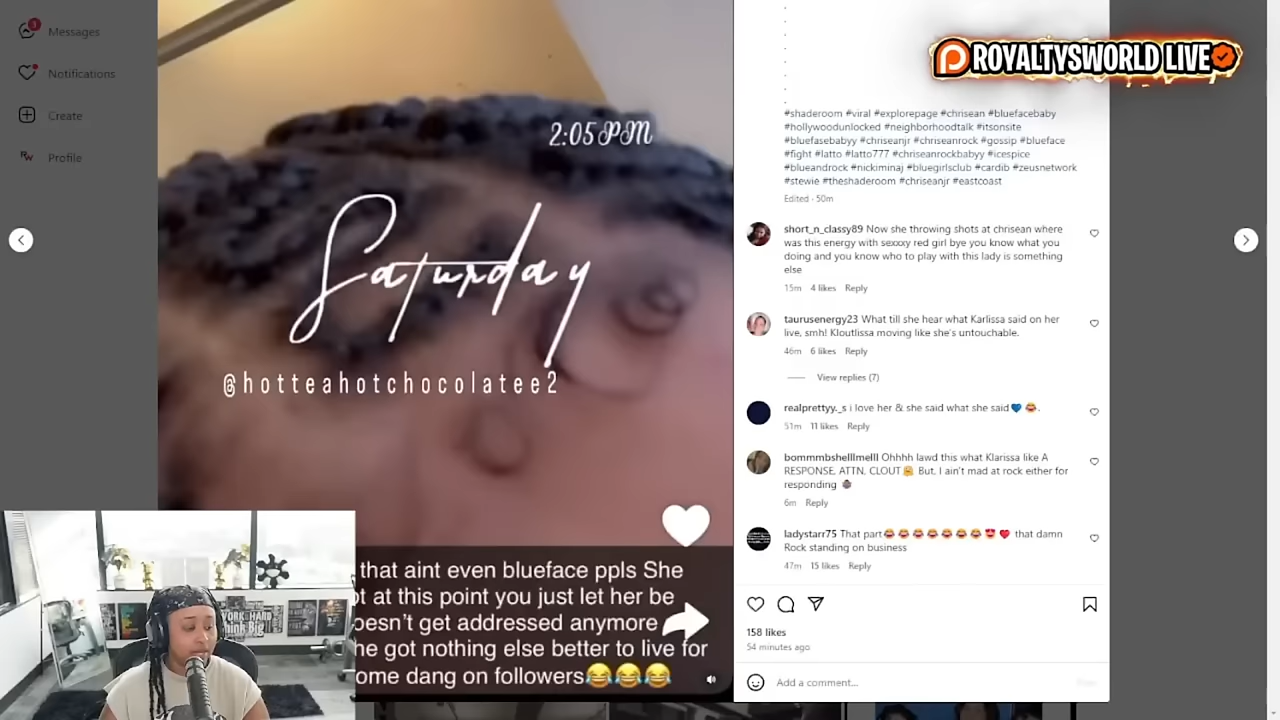 Messages
Notifications
Create
Profile
2:05 PM
Saturday
@hotteahotchocolatee2
that aint even blueface ppls She
at this point you just let her be
get addressed anymore
got nothing else better to live for
dang on followers😂😂😂
WORK HARD
Think Big
ROYALTYSWORLD LIVE
.
.
.
.
.
.
#shaderoom #viral #explorepage #chrisean #bluefacebaby
#hollywoodunlocked #neighborhoodtalk #itsonsite
#bluefasebabyy #chriseanjr #chriseanrock #gossip #blueface
#fight #latto #latto777 #chriseanrockbabyy #icespice
#blueandrock #nickiminaj #bluegirlsclub #cardib #zeusnetwork
#stewie #theshaderoom #chriseanjr #eastcoast
Edited · 50m
short_n_classy89 Now she throwing shots at chrisean where
was this energy with sexxxy red girl bye you know what you
doing and you know who to play with this lady is something
else
15m 4 likes Reply
taurusenergy23 What till she hear what Karlissa said on her
live, smh! Kloutlissa moving like she's untouchable.
46m 6 likes Reply
View replies (7)
realprettyy._s i love her & she said what she said💙😂.
51m 11 likes Reply
bommmbshelllmelll Ohhhh lawd this what Klarissa like A
RESPONSE, ATTN, CLOUT But, I ain't mad at rock either for
responding
6m Reply
ladystarr75 That part😂😂😂😂😂😂😂😍❤️ that damn
Rock standing on business
47m 15 likes Reply
158 likes
54 minutes ago
Add a comment...